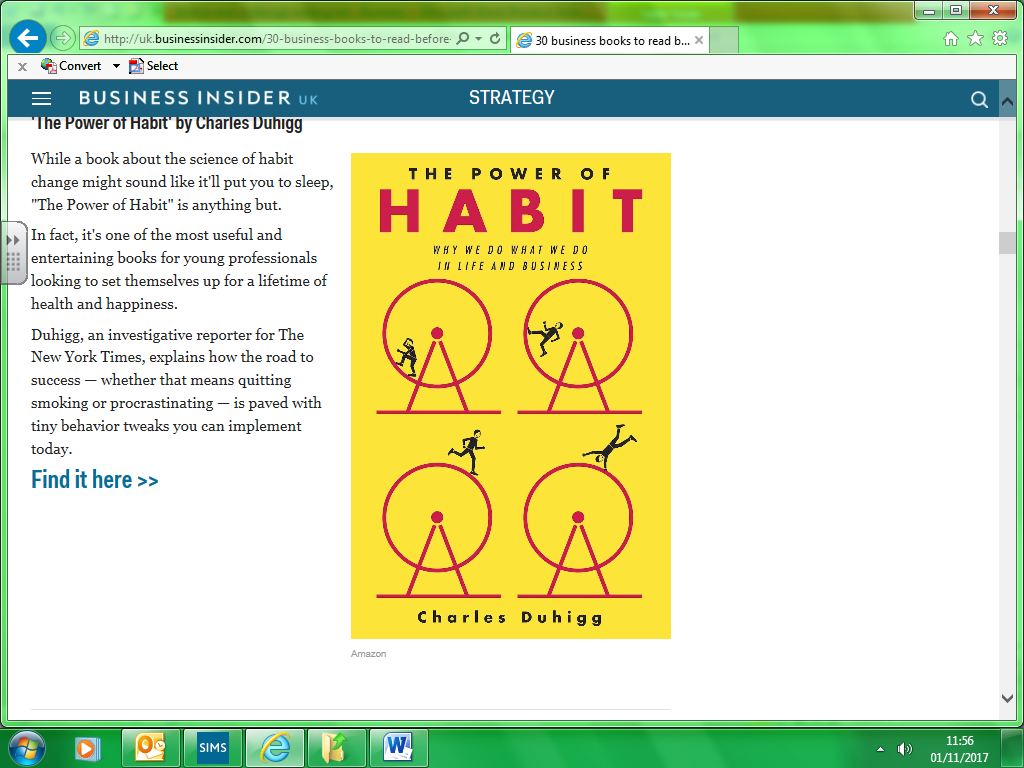 http://uk.businessinsider.com/30-business-books-to-read-before-
30 business books to read b...
x Convert Select
BUSINESS INSIDER UK
STRATEGY
'The Power of Habit' by Charles Duhigg
While a book about the science of habit
change might sound like it'll put you to sleep,
"The Power of Habit" is anything but.
In fact, it's one of the most useful and
entertaining books for young professionals
looking to set themselves up for a lifetime of
health and happiness.
Duhigg, an investigative reporter for The
New York Times, explains how the road to
success — whether that means quitting
smoking or procrastinating — is paved with
tiny behavior tweaks you can implement
today.
Find it here >>
THE POWER OF
HABIT
WHY WE DO WHAT WE DO
IN LIFE AND BUSINESS
Charles Duhigg
Amazon
SIMS
11:56
01/11/2017